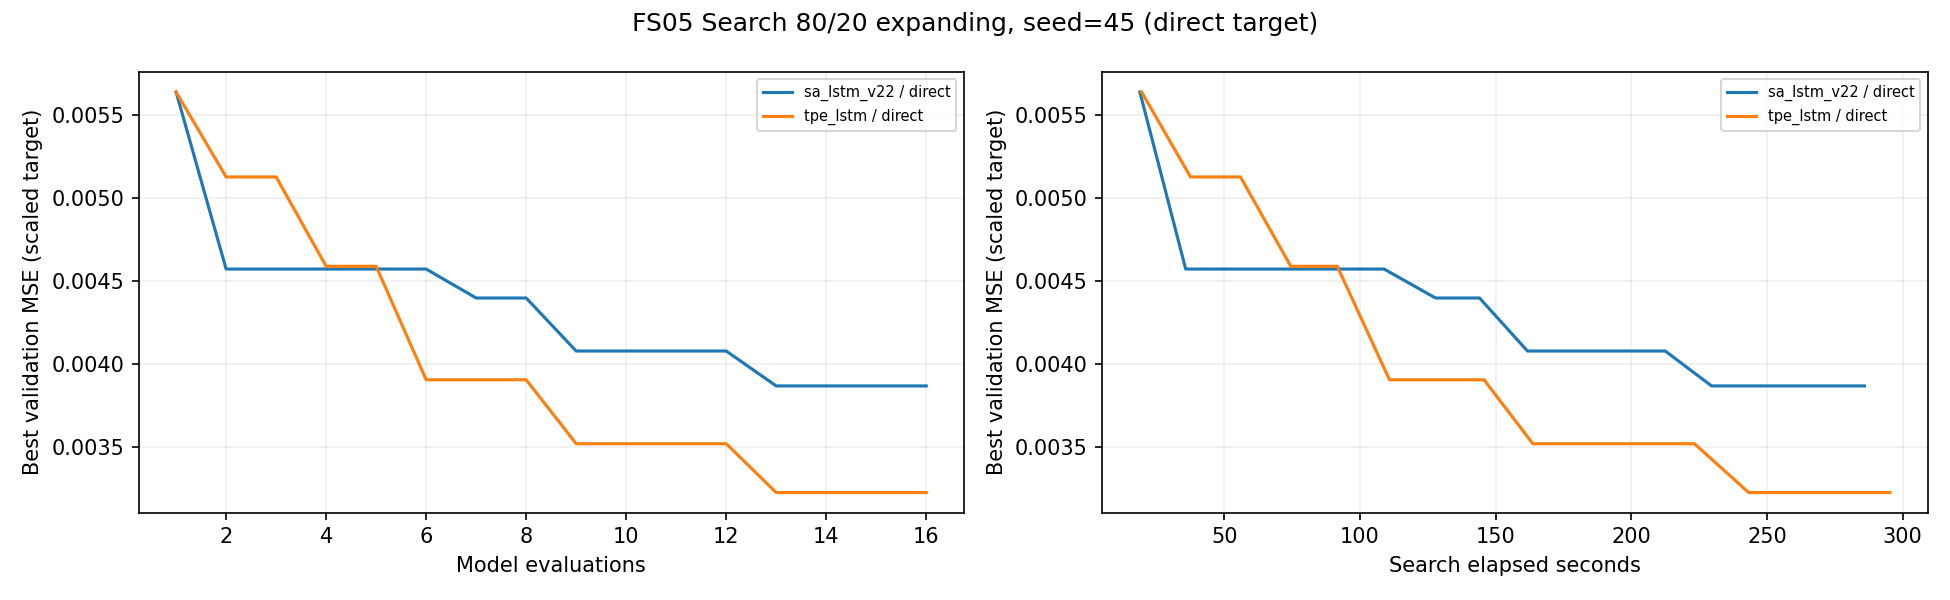 FS05 Search 80/20 expanding, seed=45 (direct target)
Best validation MSE (scaled target)
0.0055
0.0050
0.0045
0.0040
0.0035
sa_lstm_v22 / direct
tpe_lstm / direct
2 4 6 8 10 12 14 16
Model evaluations
Best validation MSE (scaled target)
0.0055
0.0050
0.0045
0.0040
0.0035
sa_lstm_v22 / direct
tpe_lstm / direct
50 100 150 200 250 300
Search elapsed seconds